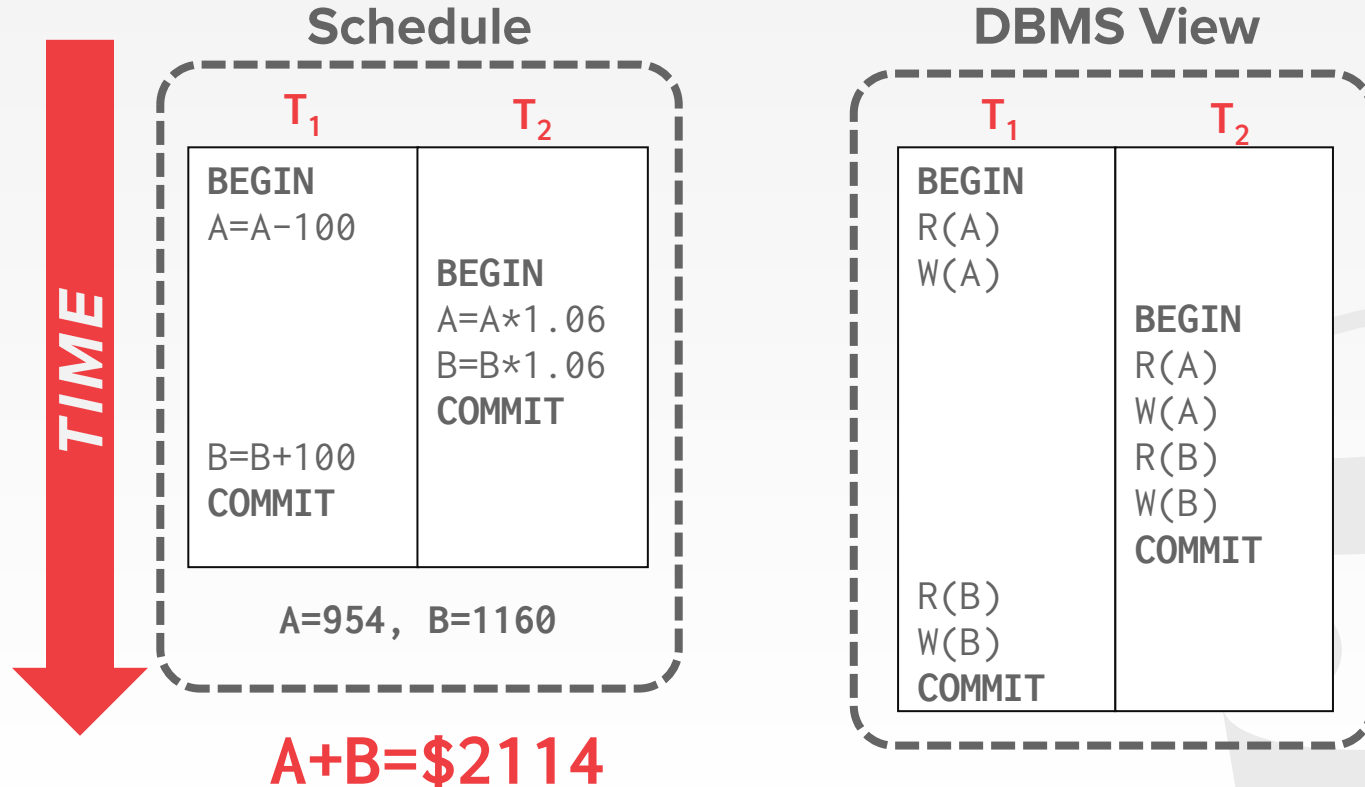 Schedule
DBMS View
TIME
T₁ T₂
BEGIN
A=A-100
BEGIN
A=A*1.06
B=B*1.06
COMMIT
B=B+100
COMMIT
A=954, B=1160
A+B=$2114
T₁ T₂
BEGIN
R(A)
W(A)
BEGIN
R(A)
W(A)
R(B)
W(B)
COMMIT
R(B)
W(B)
COMMIT